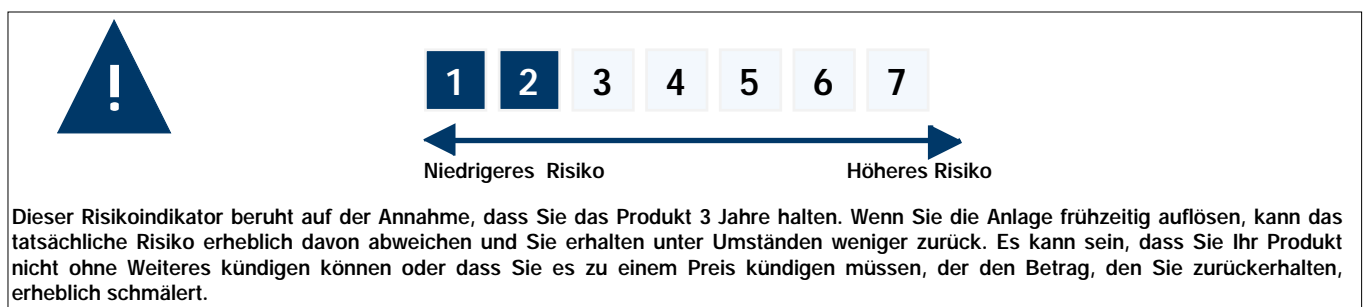 !
1 2 3 4 5 6 7
Niedrigeres Risiko Höheres Risiko
Dieser Risikoindikator beruht auf der Annahme, dass Sie das Produkt 3 Jahre halten. Wenn Sie die Anlage frühzeitig auflösen, kann das
tatsächliche Risiko erheblich davon abweichen und Sie erhalten unter Umständen weniger zurück. Es kann sein, dass Sie Ihr Produkt
nicht ohne Weiteres kündigen können oder dass Sie es zu einem Preis kündigen müssen, der den Betrag, den Sie zurückerhalten,
erheblich schmälert.